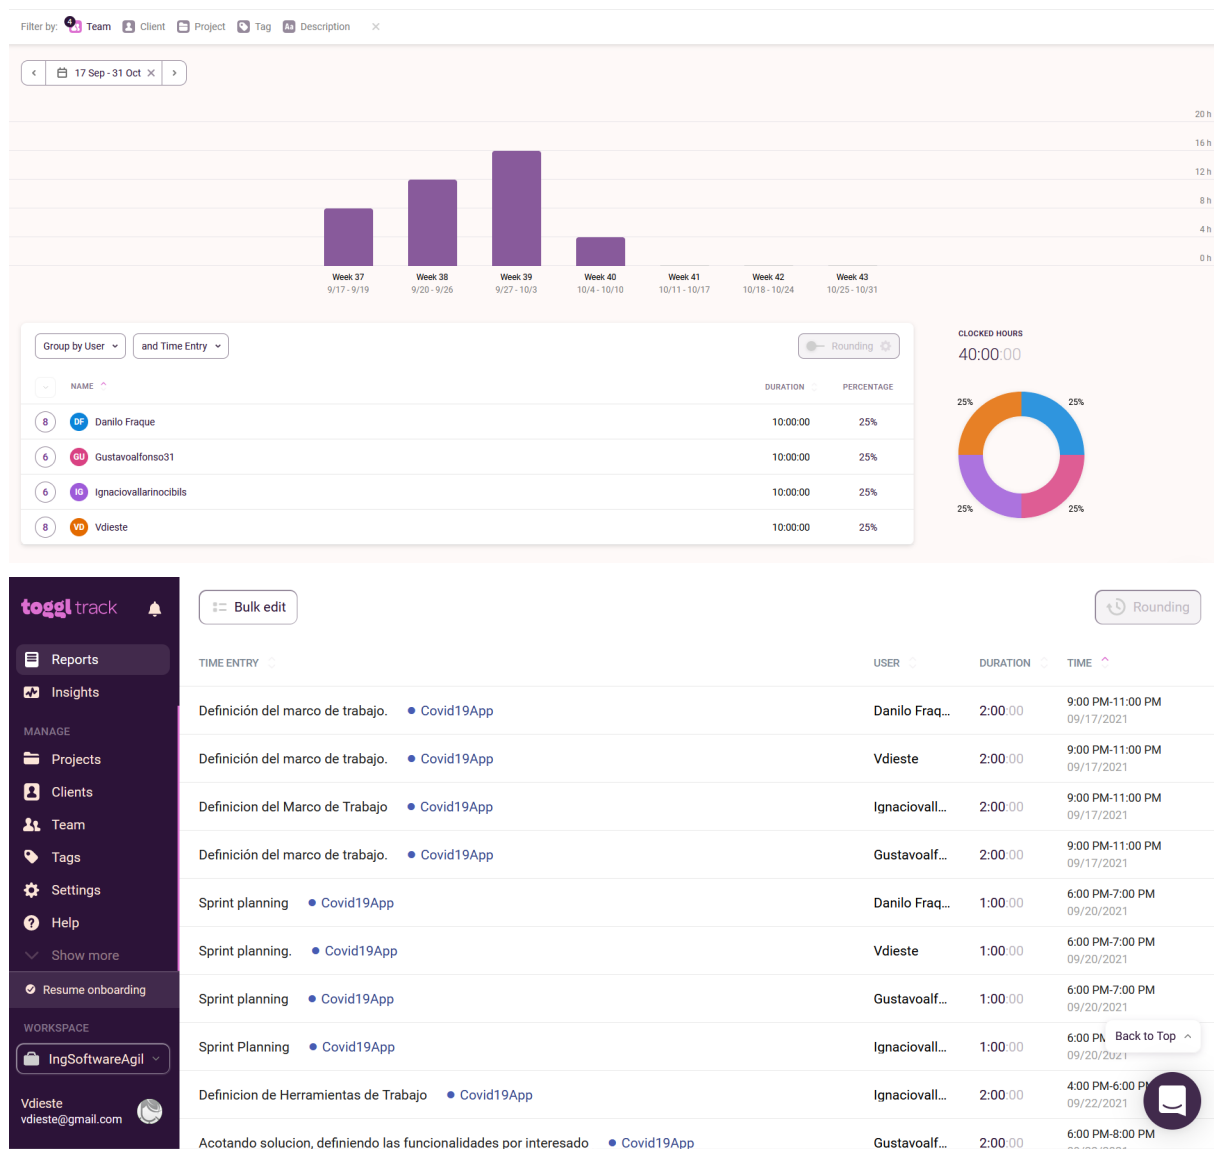 Filter by: 4 Team Client Project Tag Aa Description
17 Sep - 31 Oct
20 h
16 h
12 h
8 h
4 h
0 h
Week 37 Week 38 Week 39 Week 40 Week 41 Week 42 Week 43
9/17 - 9/19 9/20 - 9/26 9/27 - 10/3 10/4 - 10/10 10/11 - 10/17 10/18 - 10/24 10/25 - 10/31
Group by User and Time Entry Rounding
NAME DURATION PERCENTAGE
8 DF Danilo Fraque 10:00:00 25%
6 GU Gustavoalfonso31 10:00:00 25%
6 IG Ignaciovallarinocibils 10:00:00 25%
8 VD Vdieste 10:00:00 25%
CLOCKED HOURS
40:00:00
25% 25%
25% 25%
toggl track
Reports
Insights
MANAGE
Projects
Clients
Team
Tags
Settings
Help
Show more
Resume onboarding
WORKSPACE
IngSoftwareAgil
Vdieste
vdieste@gmail.com
Bulk edit Rounding
TIME ENTRY USER DURATION TIME
Definición del marco de trabajo. Covid19App Danilo Fraq... 2:00:00 9:00 PM-11:00 PM
09/17/2021
Definición del marco de trabajo. Covid19App Vdieste 2:00:00 9:00 PM-11:00 PM
09/17/2021
Definicion del Marco de Trabajo Covid19App Ignaciovall... 2:00:00 9:00 PM-11:00 PM
09/17/2021
Definición del marco de trabajo. Covid19App Gustavoalf... 2:00:00 9:00 PM-11:00 PM
09/17/2021
Sprint planning Covid19App Danilo Fraq... 1:00:00 6:00 PM-7:00 PM
09/20/2021
Sprint planning. Covid19App Vdieste 1:00:00 6:00 PM-7:00 PM
09/20/2021
Sprint planning Covid19App Gustavoalf... 1:00:00 6:00 PM-7:00 PM
09/20/2021
Sprint Planning Covid19App Ignaciovall... 1:00:00 6:00 PM
09/20/2021
Back to Top
Definicion de Herramientas de Trabajo Covid19App Ignaciovall... 2:00:00 4:00 PM-6:00 P
09/22/2021
Acotando solucion, definiendo las funcionalidades por interesado Covid19App Gustavoalf... 2:00:00 6:00 PM-8:00 PM